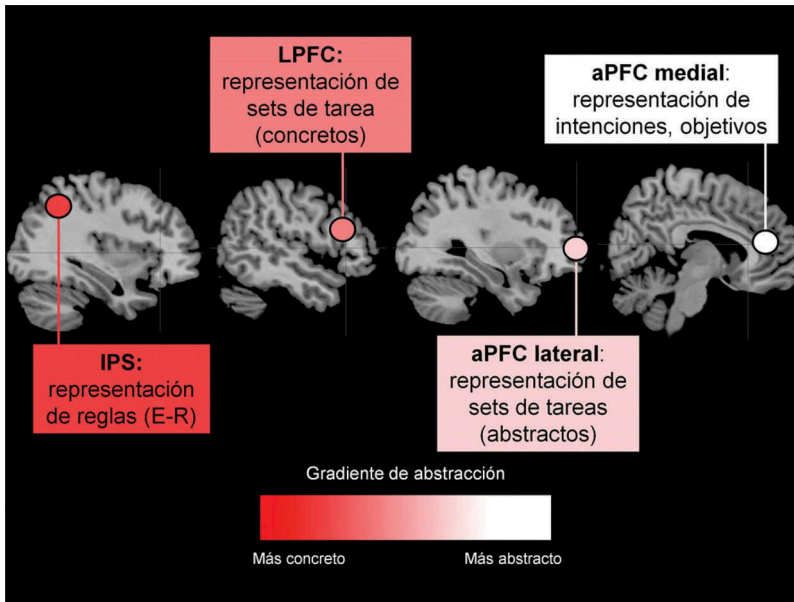 LPFC:
representación de
sets de tarea
(concretos)
aPFC medial:
representación de
intenciones, objetivos
IPS:
representación
de reglas (E-R)
aPFC lateral:
representación de
sets de tareas
(abstractos)
Gradiente de abstracción
Más concreto
Más abstracto